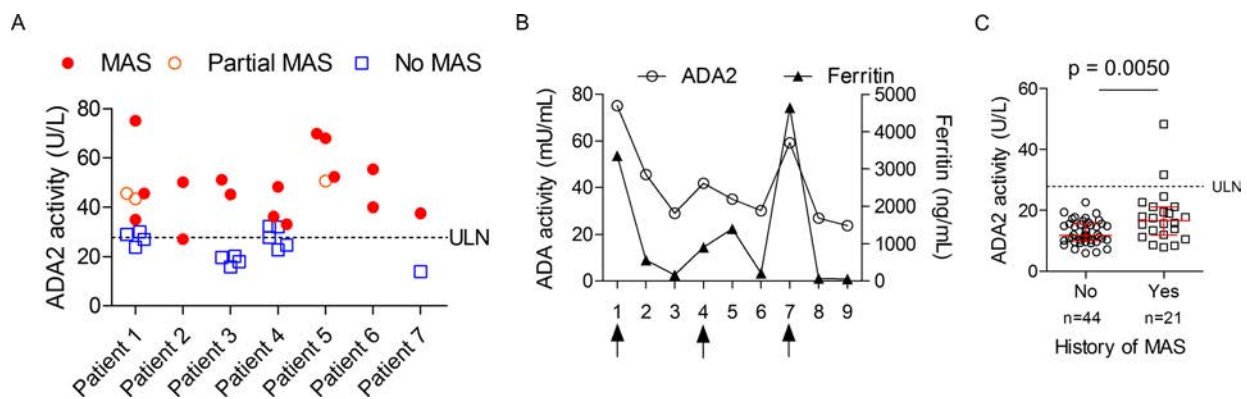 A
MAS Partial MAS No MAS
ADA2 activity (U/L)
80
60
40
20
0
ULN
Patient 1
Patient 2
Patient 3
Patient 4
Patient 5
Patient 6
Patient 7
B
ADA2 Ferritin
ADA activity (mU/mL)
80
60
40
20
0
5000
4000
3000
2000
1000
0
Ferritin (ng/mL)
1 2 3 4 5 6 7 8 9
C
p = 0.0050
ADA2 activity (U/L)
60
40
20
0
ULN
No Yes
n=44 n=21
History of MAS